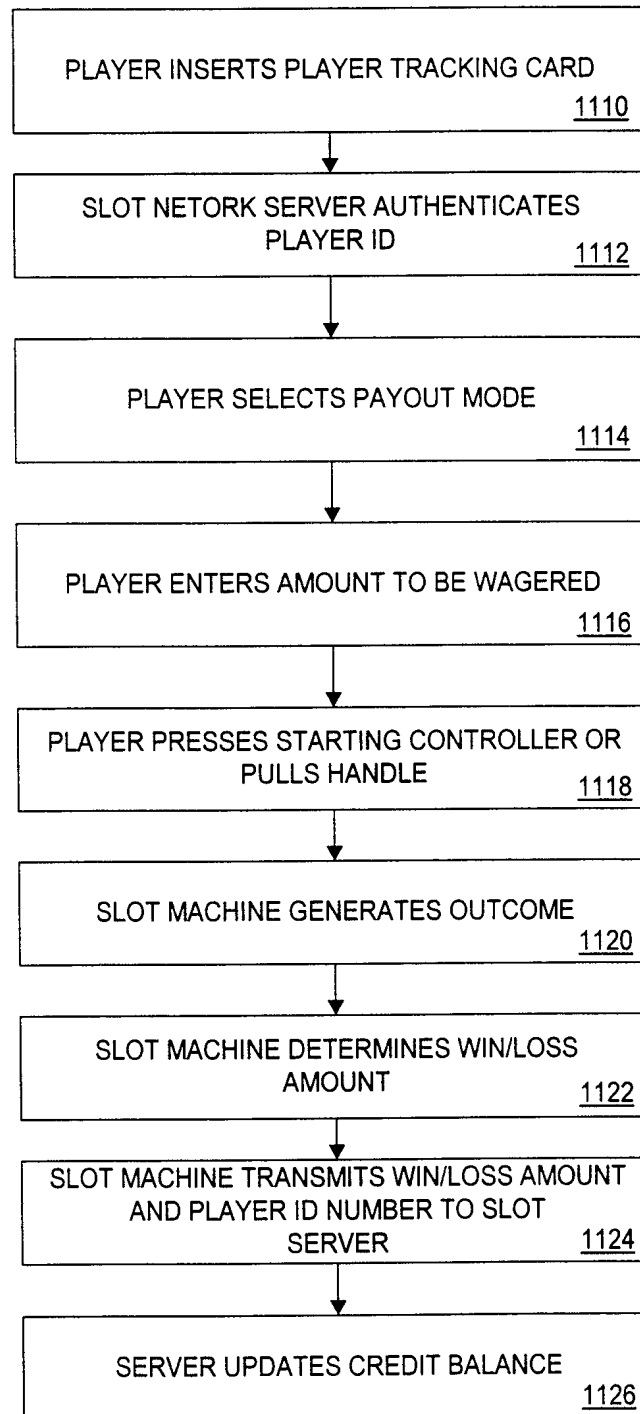 PLAYER INSERTS PLAYER TRACKING CARD
1110
SLOT NETORK SERVER AUTHENTICATES
PLAYER ID
1112
PLAYER SELECTS PAYOUT MODE
1114
PLAYER ENTERS AMOUNT TO BE WAGERED
1116
PLAYER PRESSES STARTING CONTROLLER OR
PULLS HANDLE
1118
SLOT MACHINE GENERATES OUTCOME
1120
SLOT MACHINE DETERMINES WIN/LOSS
AMOUNT
1122
SLOT MACHINE TRANSMITS WIN/LOSS AMOUNT
AND PLAYER ID NUMBER TO SLOT
SERVER
1124
SERVER UPDATES CREDIT BALANCE
1126